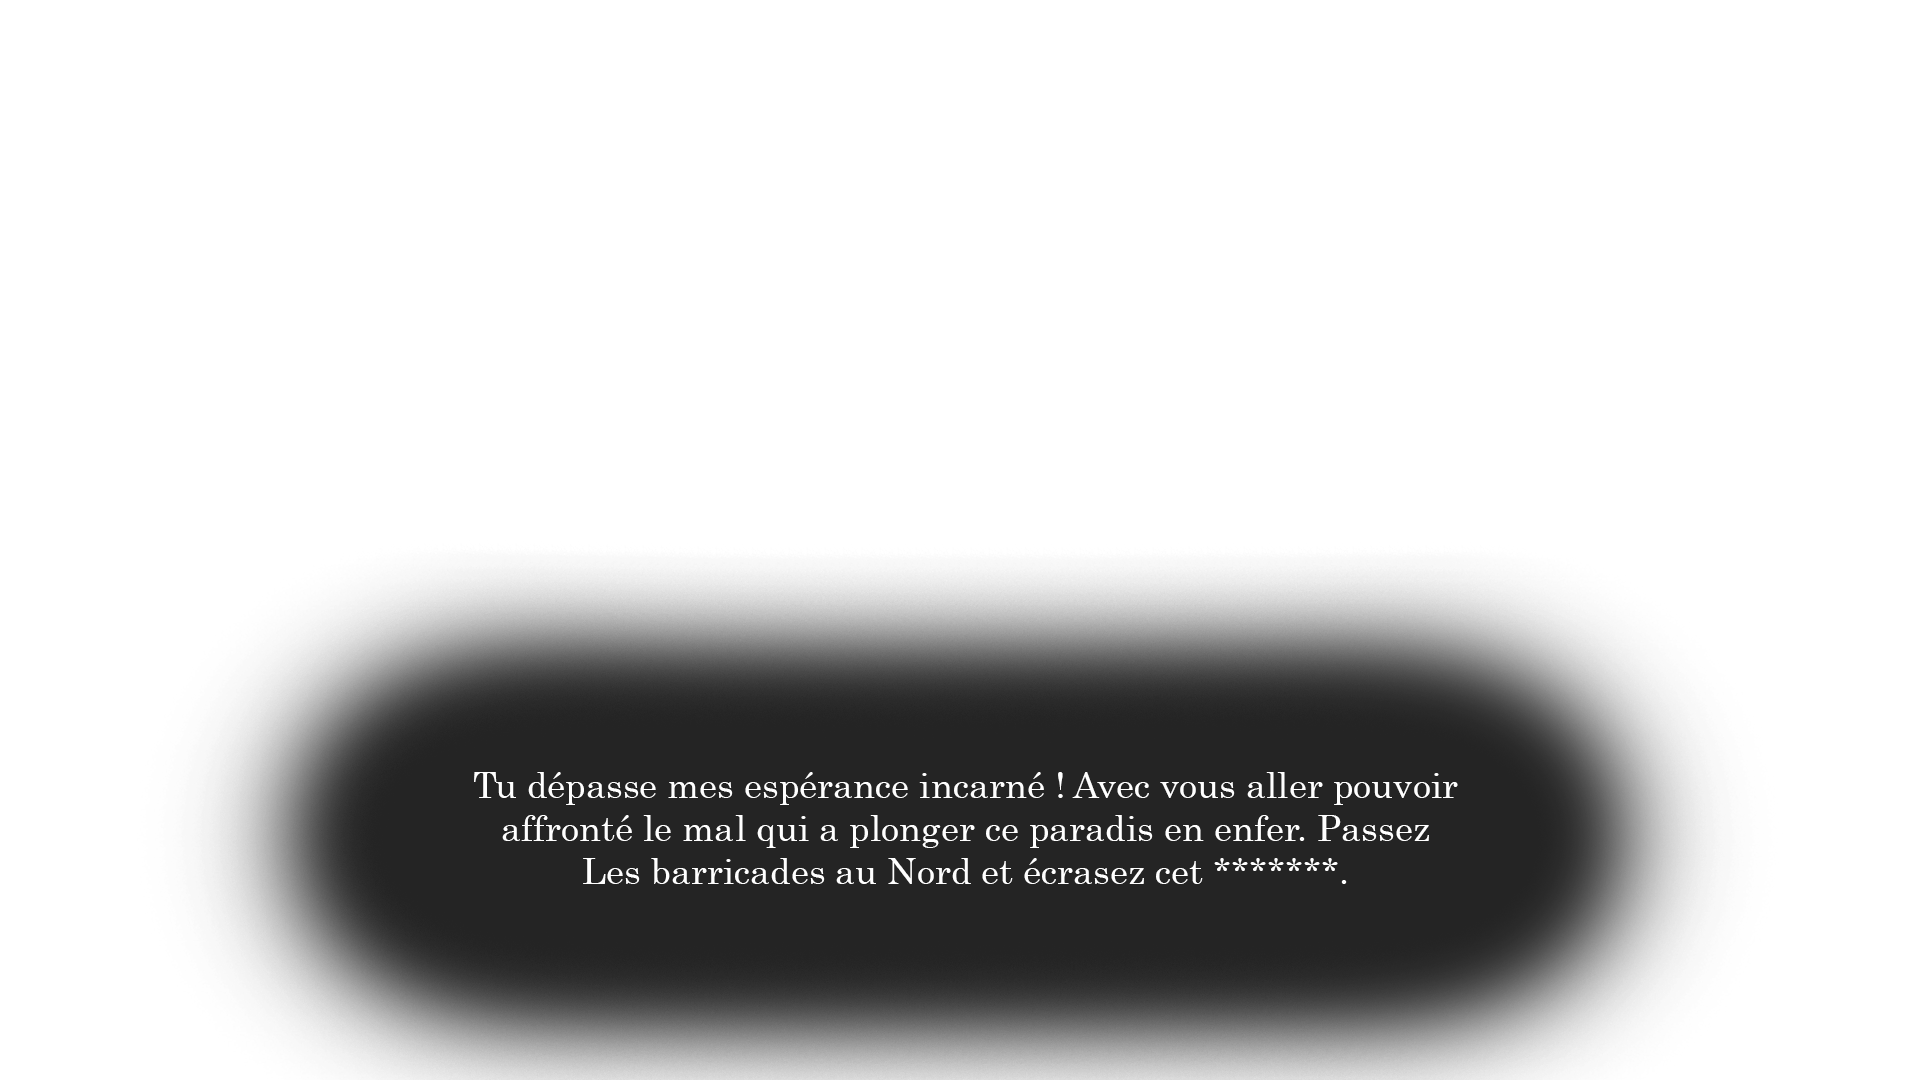 Tu dépasse mes espérance incarné ! Avec vous aller pouvoir
affronté le mal qui a plonger ce paradis en enfer. Passez
Les barricades au Nord et écrasez cet *******.